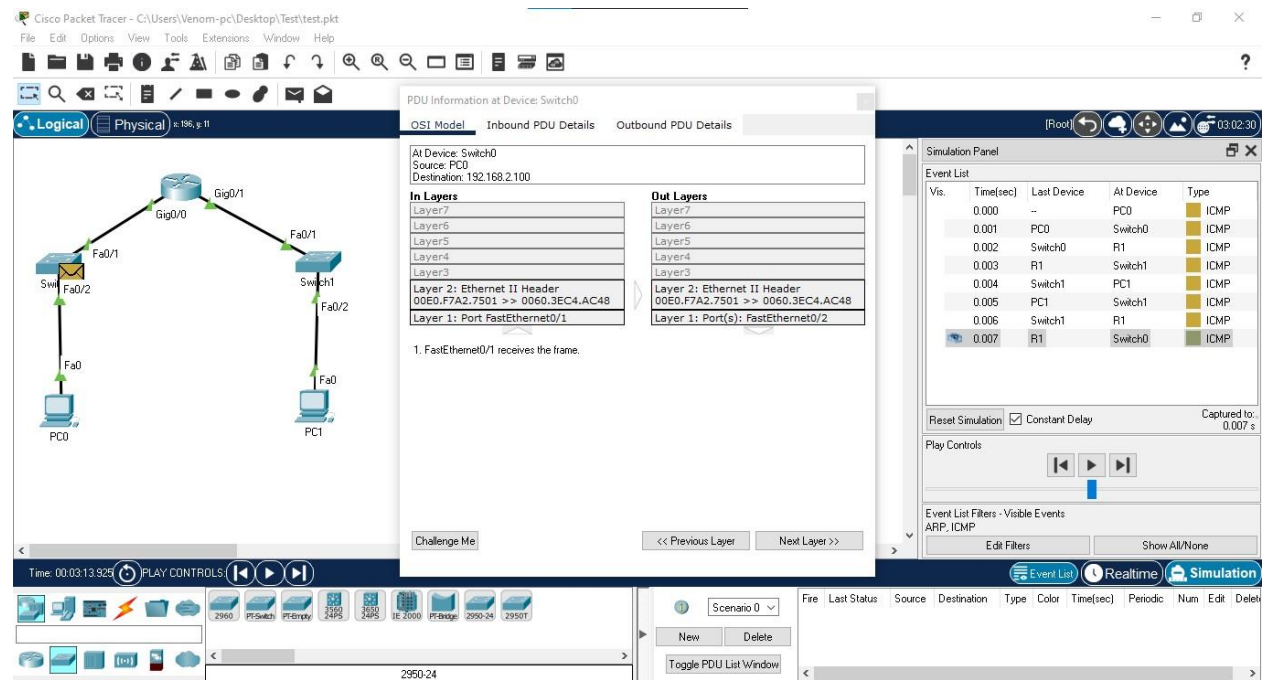 Cisco Packet Tracer - C:\Users\Venom-pc\Desktop\Test\test.pkt
File Edit Options View Tools Extensions Window Help
?
Logical Physical x: 196, y: 11
[Root] 03:02:30
PDU Information at Device: Switch0
OSI Model Inbound PDU Details Outbound PDU Details
At Device: Switch0
Source: PC0
Destination: 192.168.2.100
In Layers Out Layers
Layer7 Layer7
Layer6 Layer6
Layer5 Layer5
Layer4 Layer4
Layer3 Layer3
Layer 2: Ethernet II Header Layer 2: Ethernet II Header
00E0.F7A2.7501 >> 0060.3EC4.AC48 00E0.F7A2.7501 >> 0060.3EC4.AC48
Layer 1: Port FastEthernet0/1 Layer 1: Port(s): FastEthernet0/2
1. FastEthernet0/1 receives the frame.
Challenge Me << Previous Layer Next Layer >>
Gig0/1
Gig0/0
Fa0/1
Fa0/1
Swi Fa0/2
Switch1
Fa0/2
Fa0
Fa0
PC0
PC1
Simulation Panel
Event List
Vis. Time(sec) Last Device At Device Type
0.000 -- PC0 ICMP
0.001 PC0 Switch0 ICMP
0.002 Switch0 R1 ICMP
0.003 R1 Switch1 ICMP
0.004 Switch1 PC1 ICMP
0.005 PC1 Switch1 ICMP
0.006 Switch1 R1 ICMP
0.007 R1 Switch0 ICMP
Reset Simulation Constant Delay Captured to:
0.007 s
Play Controls
Event List Filters - Visible Events
ARP, ICMP
Edit Filters Show All/None
Time: 00:03:13.925 PLAY CONTROLS:
Event List Realtime Simulation
2960 PT-Switch PT-Empty 3560 24PS 3650 24PS IE 2000 PT-Bridge 2950-24 2950T
2950-24
Scenario 0
New Delete
Toggle PDU List Window
Fire Last Status Source Destination Type Color Time(sec) Periodic Num Edit Delet